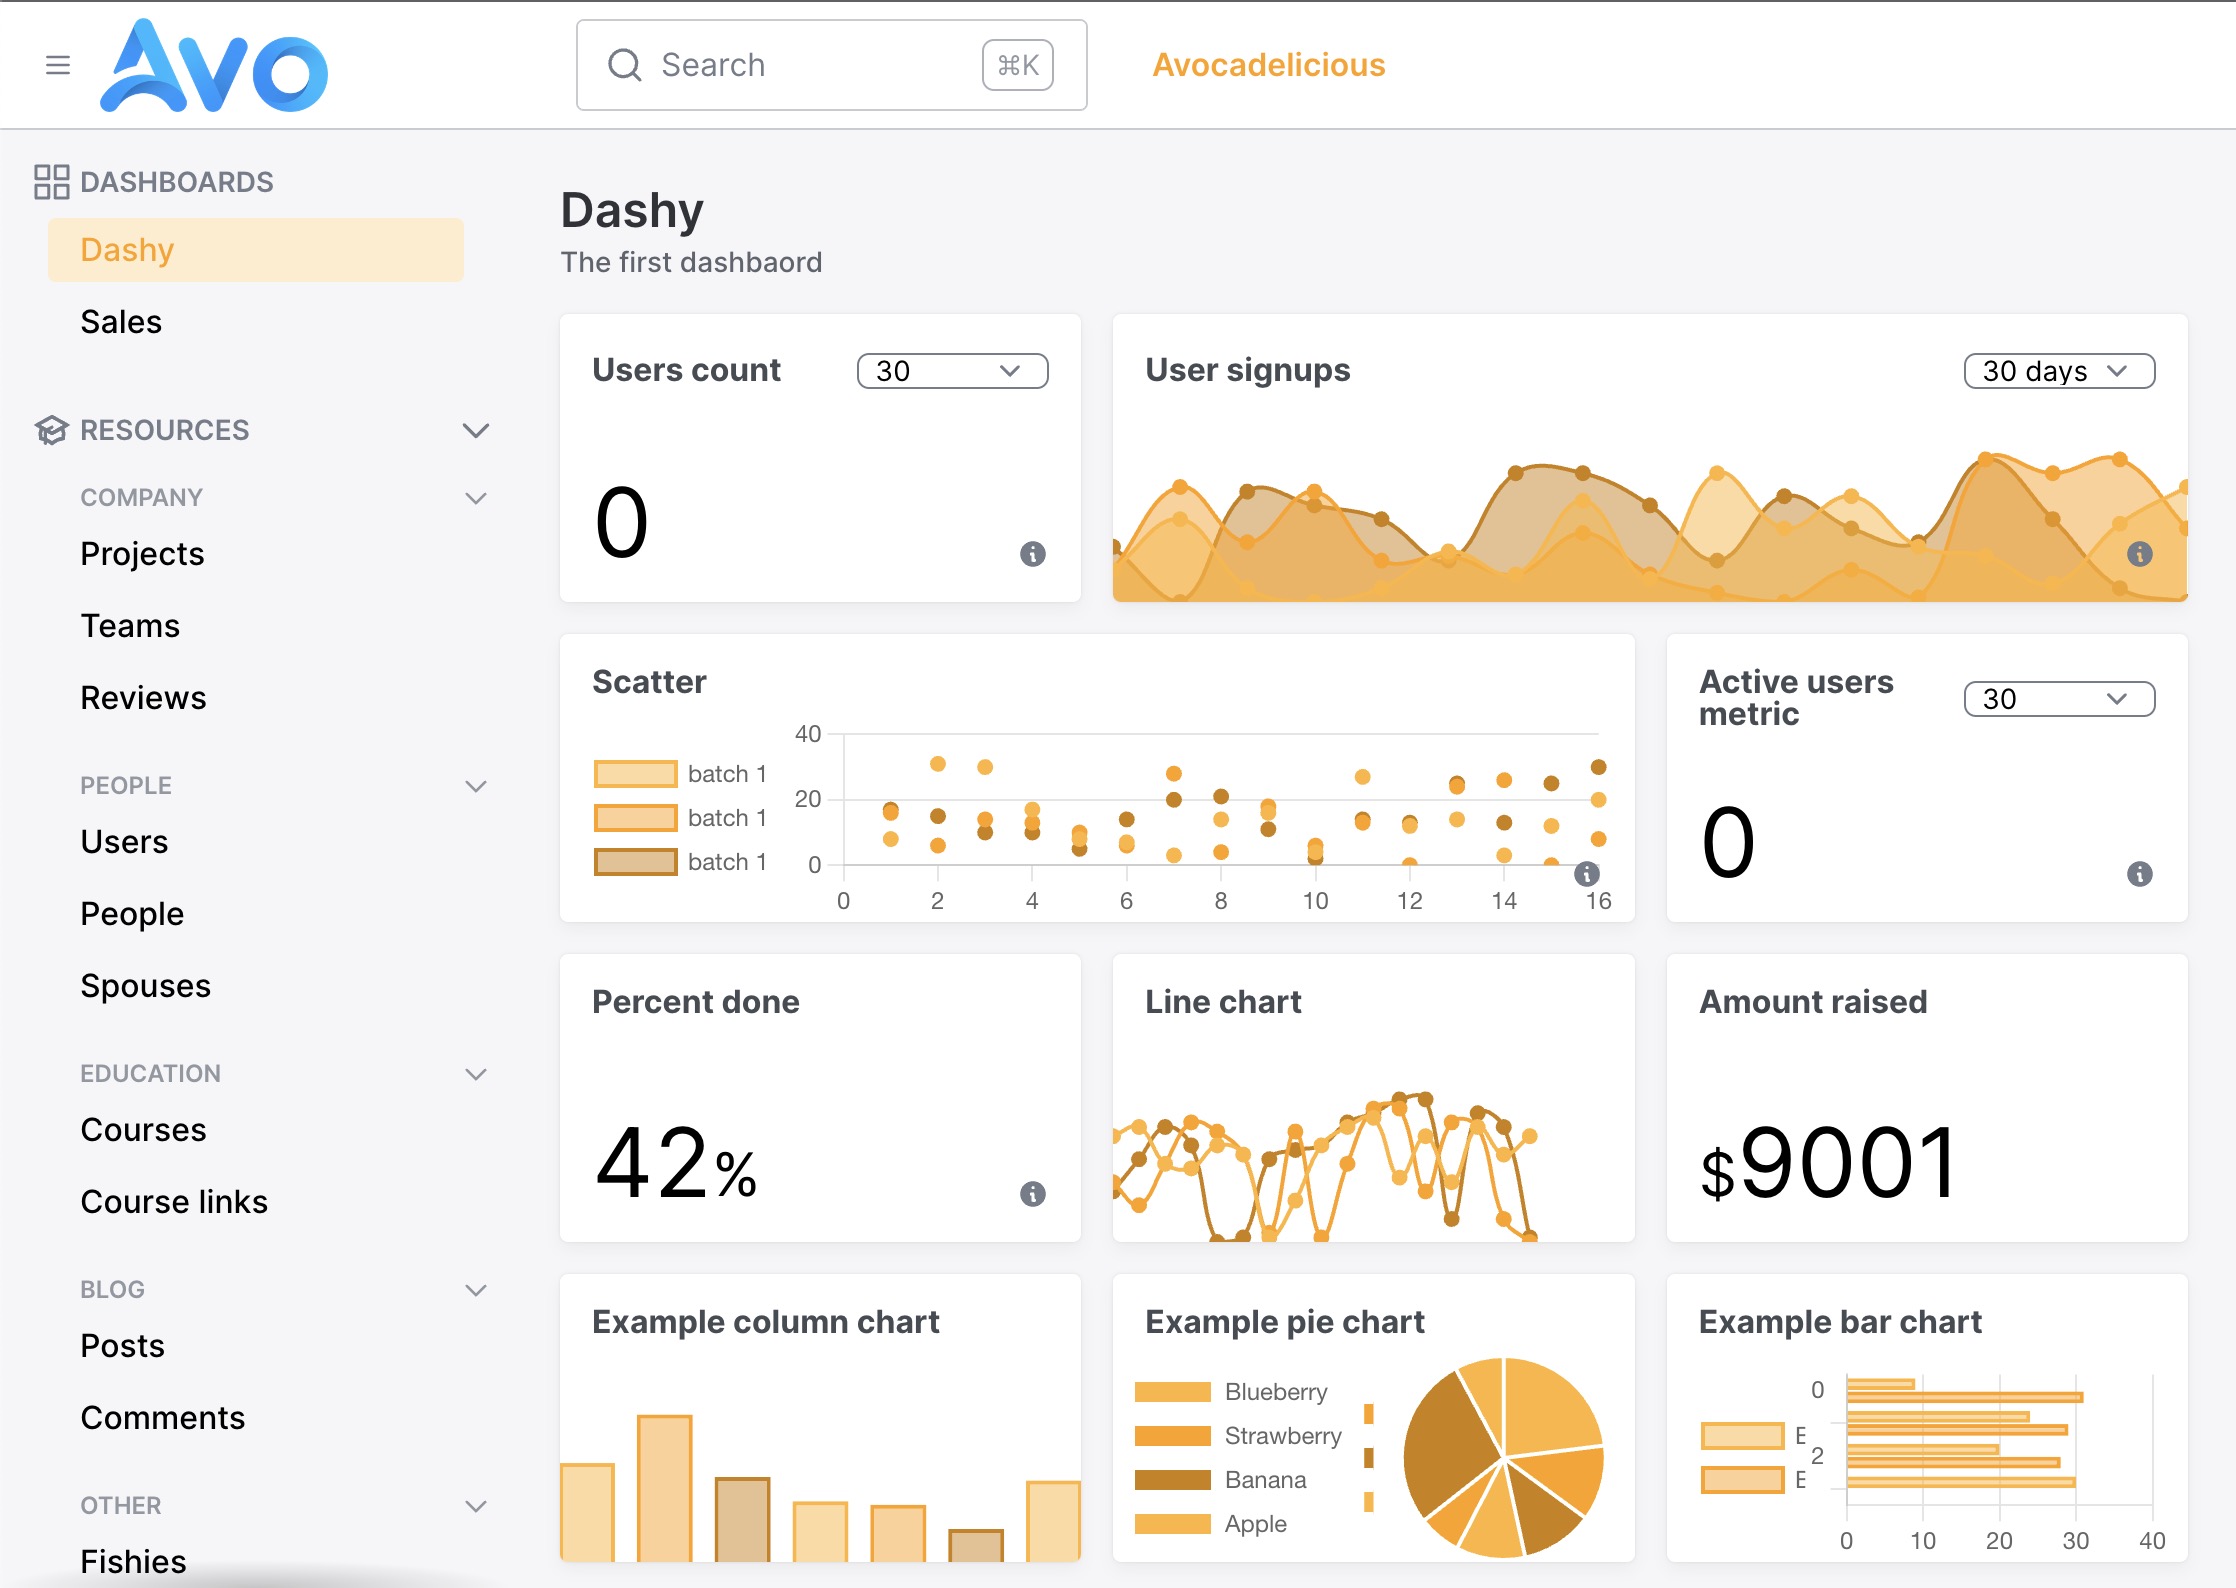 Avo
Search
⌘K
Avocadelicious
DASHBOARDS
Dashy
Sales
RESOURCES
COMPANY
Projects
Teams
Reviews
PEOPLE
Users
People
Spouses
EDUCATION
Courses
Course links
BLOG
Posts
Comments
OTHER
Fishies
Dashy
The first dashbaord
Users count
30
0
User signups
30 days
Scatter
batch 1
batch 1
batch 1
40
20
0
0 2 4 6 8 10 12 14 16
Active users
metric
30
0
Percent done
42%
Line chart
Amount raised
$9001
Example column chart
Example pie chart
Blueberry
Strawberry
Banana
Apple
Example bar chart
E
E
0
2
0 10 20 30 40